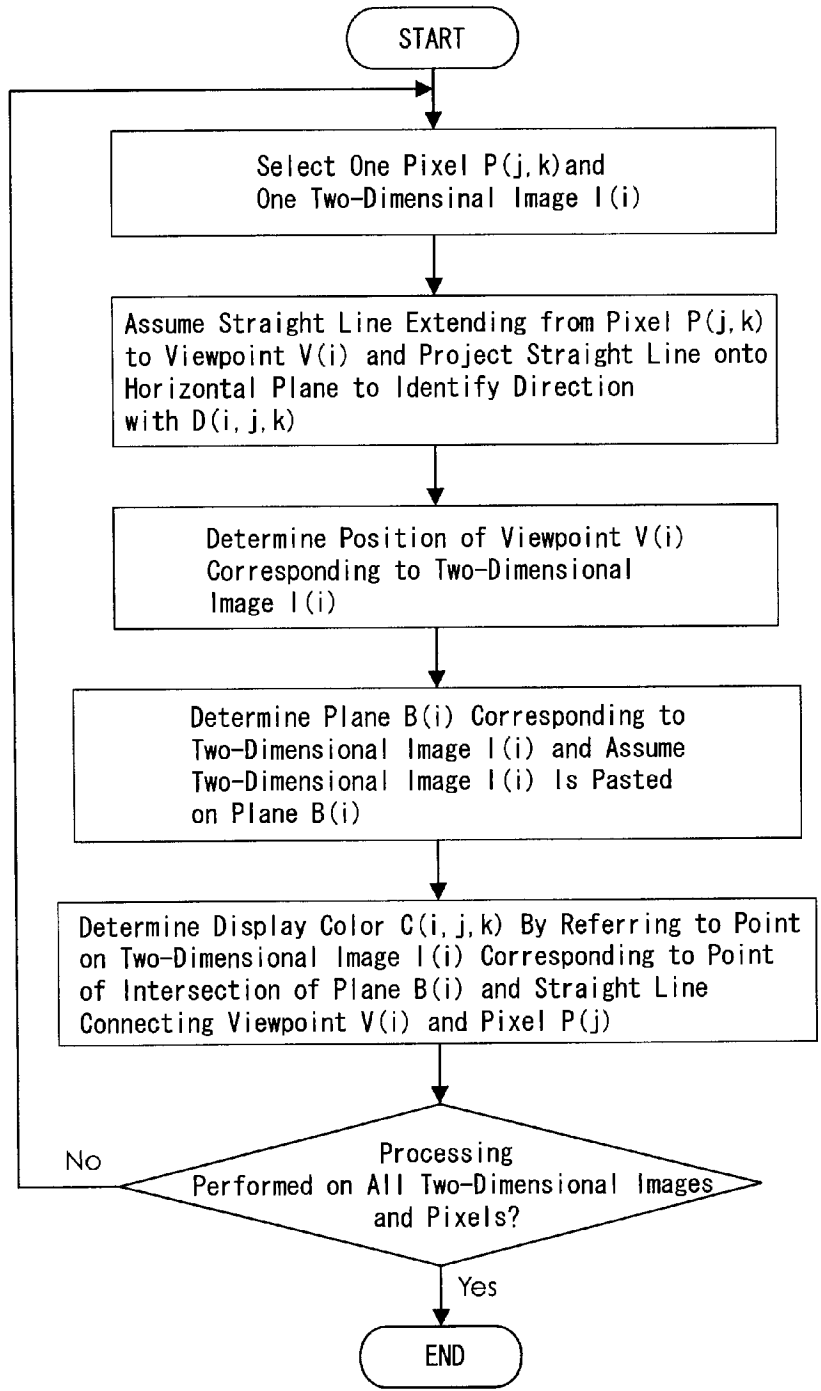 START
Select One Pixel P(j,k)and
One Two-Dimensinal Image I(i)
Assume Straight Line Extending from Pixel P(j,k)
to Viewpoint V(i) and Project Straight Line onto
Horizontal Plane to Identify Direction
with D(i,j,k)
Determine Position of Viewpoint V(i)
Corresponding to Two-Dimensional
Image I(i)
Determine Plane B(i) Corresponding to
Two-Dimensional Image I(i) and Assume
Two-Dimensional Image I(i) Is Pasted
on Plane B(i)
Determine Display Color C(i,j,k) By Referring to Point
on Two-Dimensional Image I(i) Corresponding to Point
of Intersection of Plane B(i) and Straight Line
Connecting Viewpoint V(i) and Pixel P(j)
No
Processing
Performed on All Two-Dimensional Images
and Pixels?
Yes
END